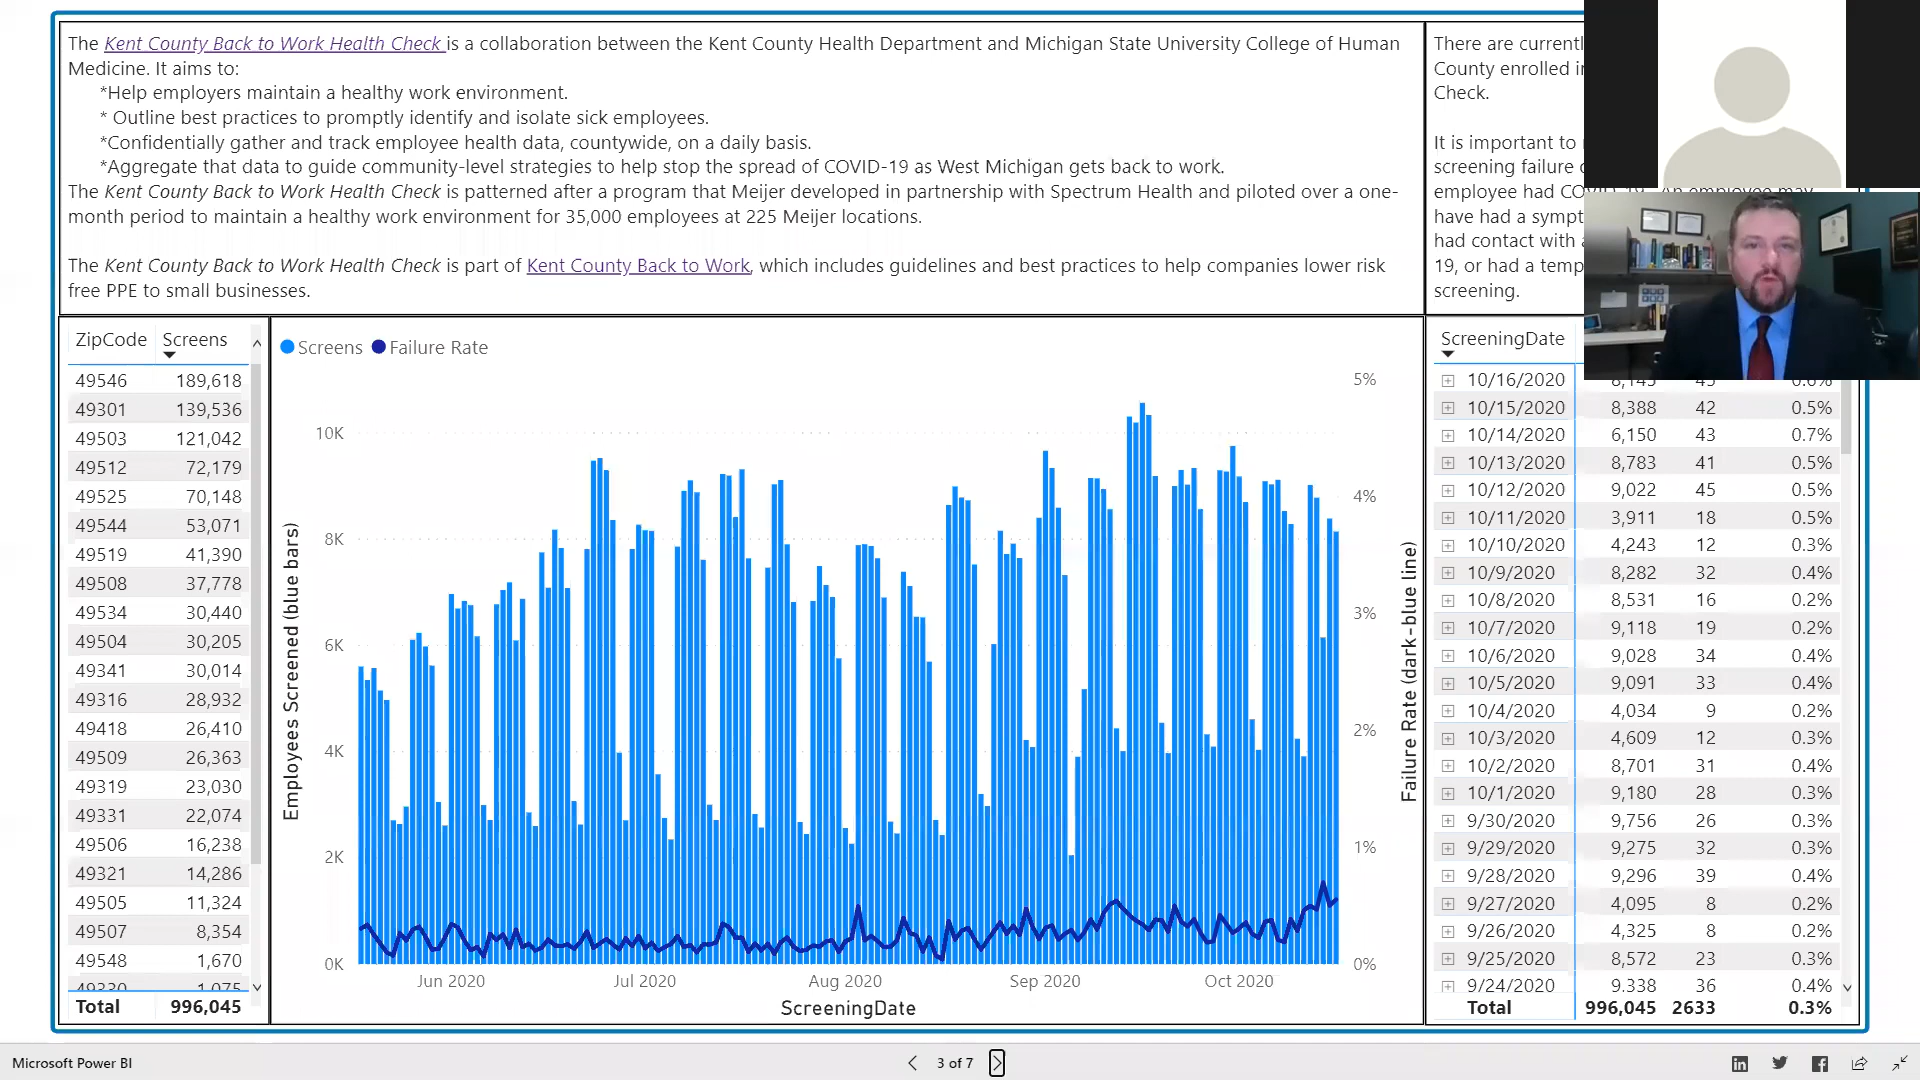 The Kent County Back to Work Health Check is a collaboration between the Kent County Health Department and Michigan State University College of Human
Medicine. It aims to:
*Help employers maintain a healthy work environment.
* Outline best practices to promptly identify and isolate sick employees.
*Confidentially gather and track employee health data, countywide, on a daily basis.
*Aggregate that data to guide community-level strategies to help stop the spread of COVID-19 as West Michigan gets back to work.
The Kent County Back to Work Health Check is patterned after a program that Meijer developed in partnership with Spectrum Health and piloted over a one-
month period to maintain a healthy work environment for 35,000 employees at 225 Meijer locations.
The Kent County Back to Work Health Check is part of Kent County Back to Work, which includes guidelines and best practices to help companies lower risk
free PPE to small businesses.
There are
County enrolled
Check.
It is important to
screening failure
employee had
have had a
had contact with
19, or had a
screening.
ZipCode Screens
49546 189,618
49301 139,536
49503 121,042
49512 72,179
49525 70,148
49544 53,071
49519 41,390
49508 37,778
49534 30,440
49504 30,205
49341 30,014
49316 28,932
49418 26,410
49509 26,363
49319 23,030
49331 22,074
49506 16,238
49321 14,286
49505 11,324
49507 8,354
49548 1,670
Total 996,045
Screens Failure Rate
Employees Screened (blue bars)
10K
8K
6K
4K
2K
0K
5%
4%
3%
2%
1%
0%
Failure Rate (dark-blue line)
Jun 2020 Jul 2020 Aug 2020 Sep 2020 Oct 2020
ScreeningDate
ScreeningDate
10/16/2020
10/15/2020 8,388 42 0.5%
10/14/2020 6,150 43 0.7%
10/13/2020 8,783 41 0.5%
10/12/2020 9,022 45 0.5%
10/11/2020 3,911 18 0.5%
10/10/2020 4,243 12 0.3%
10/9/2020 8,282 32 0.4%
10/8/2020 8,531 16 0.2%
10/7/2020 9,118 19 0.2%
10/6/2020 9,028 34 0.4%
10/5/2020 9,091 33 0.4%
10/4/2020 4,034 9 0.2%
10/3/2020 4,609 12 0.3%
10/2/2020 8,701 31 0.4%
10/1/2020 9,180 28 0.3%
9/30/2020 9,756 26 0.3%
9/29/2020 9,275 32 0.3%
9/28/2020 9,296 39 0.4%
9/27/2020 4,095 8 0.2%
9/26/2020 4,325 8 0.2%
9/25/2020 8,572 23 0.3%
9/24/2020 9,338 36 0.4%
Total 996,045 2633 0.3%
Microsoft Power BI
3 of 7